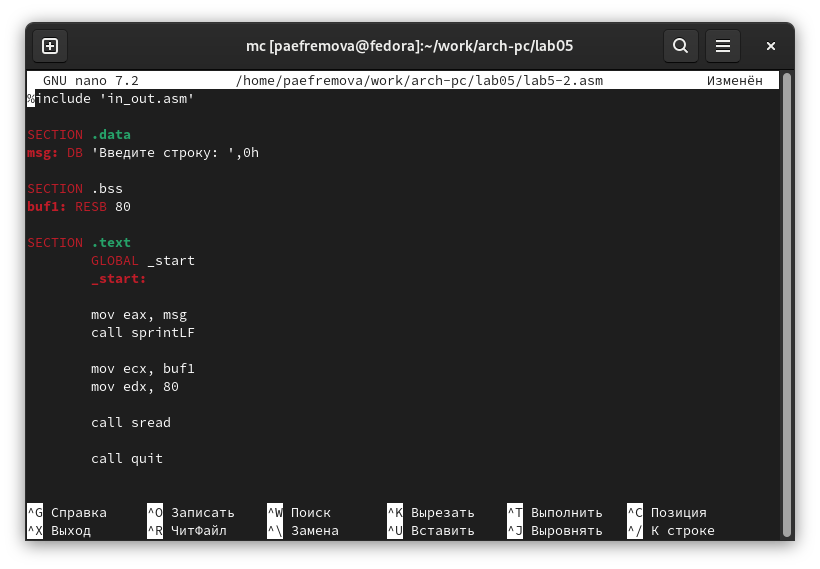 mc [paefremova@fedora]:~/work/arch-pc/lab05
GNU nano 7.2 /home/paefremova/work/arch-pc/lab05/lab5-2.asm Изменён
%include 'in_out.asm'
SECTION .data
msg: DB 'Введите строку: ',0h
SECTION .bss
buf1: RESB 80
SECTION .text
GLOBAL _start
_start:
mov eax, msg
call sprintLF
mov ecx, buf1
mov edx, 80
call sread
call quit
^G Справка ^O Записать ^W Поиск ^K Вырезать ^T Выполнить ^C Позиция
^X Выход ^R ЧитФайл ^\ Замена ^U Вставить ^J Выровнять ^/ К строке